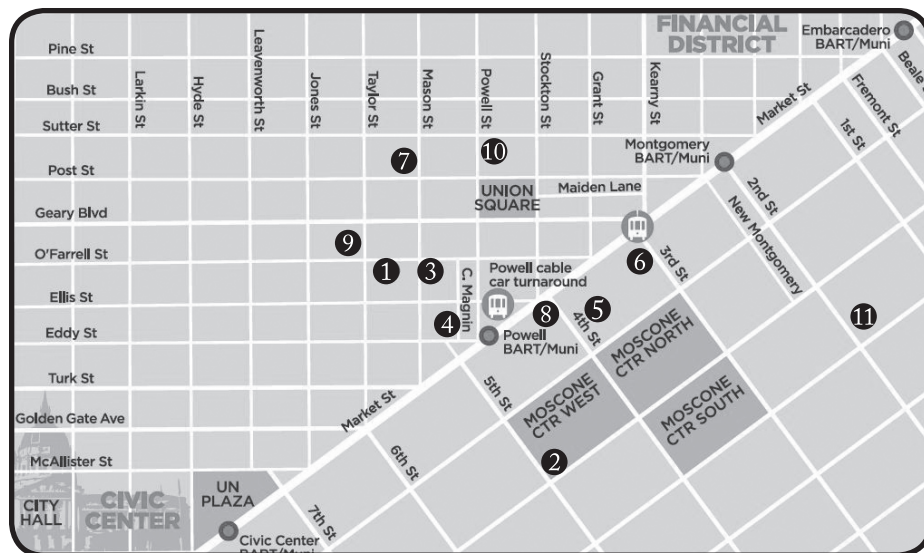 FINANCIAL
DISTRICT
Embarcadero
BART/Muni
Pine St
Bush St
Sutter St
Post St
Geary Blvd
O'Farrell St
Ellis St
Eddy St
Turk St
Golden Gate Ave
McAllister St
Larkin St
Hyde St
Leavenworth St
Jones St
Taylor St
Mason St
Powell St
Stockton St
Grant St
Kearny St
Market St
Beale
Fremont St
1st St
2nd St
New Montgomery
3rd St
Montgomery
BART/Muni
7
10
UNION
SQUARE
Maiden Lane
9
1
3
C. Magnin
Powell cable
car turnaround
6
4
8
5
4th St
11
Powell
BART/Muni
MOSCONE
CTR NORTH
MOSCONE
CTR WEST
MOSCONE
CTR SOUTH
5th St
2
Market St
6th St
7th St
CITY
HALL
CIVIC
CENTER
UN
PLAZA
Civic Center
BART/Muni